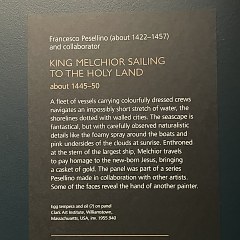 Francesco Pesellino (about 1422–1457)
and collaborator
KING MELCHIOR SAILING
TO THE HOLY LAND
about 1445–50
A fleet of vessels carrying colourfully dressed crews
navigates an impossibly short stretch of water, the
shorelines dotted with walled cities. The seascape is
fantastical, but with carefully observed naturalistic
details like the foamy spray around the boats and
pink undersides of the clouds at sunrise. Enthroned
at the stern of the largest ship, Melchior travels
to pay homage to the new-born Jesus, bringing
a casket of gold. The panel was part of a series
Pesellino made in collaboration with other artists.
Some of the faces reveal the hand of another painter.
Egg tempera and oil (?) on panel
Clark Art Institute, Williamstown,
Massachusetts, USA, inv. 1955.940